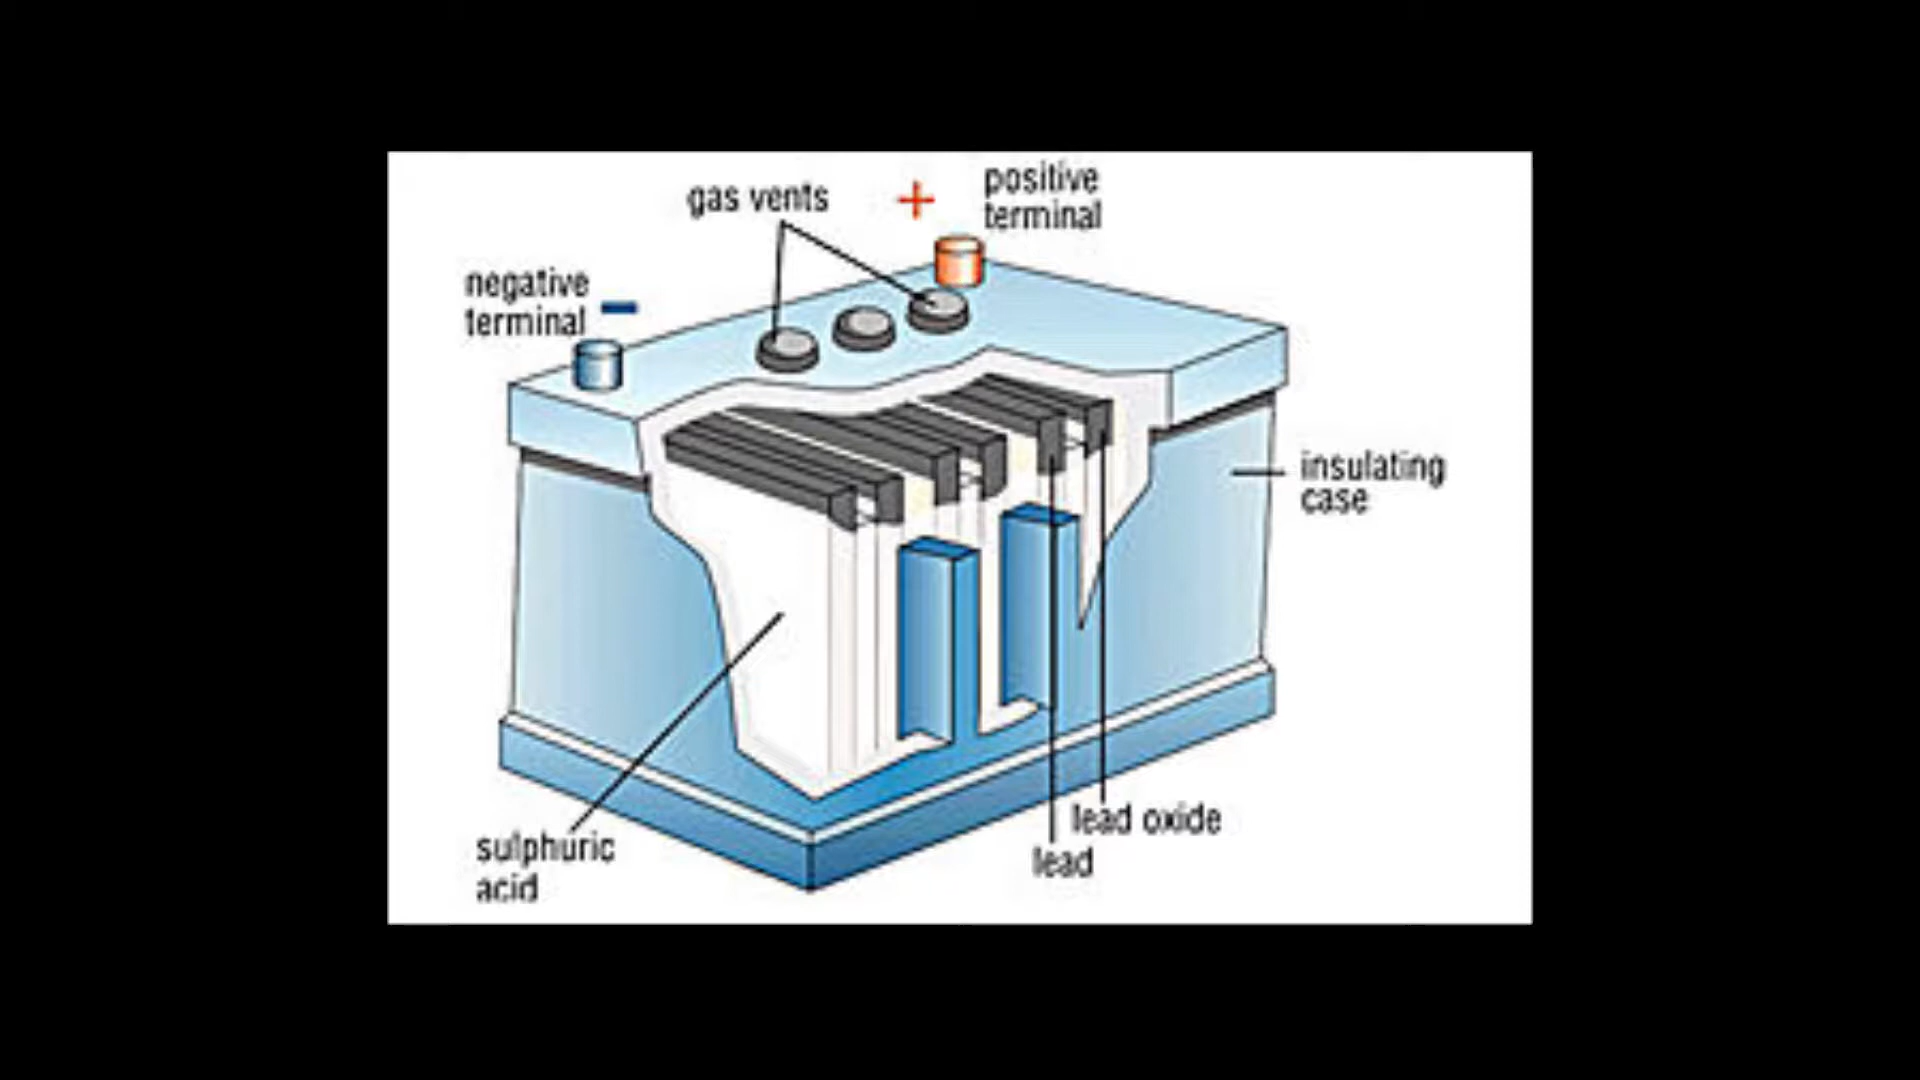 gas vents
+
positive
terminal
negative
terminal
-
insulating
case
sulphuric
acid
lead oxide
lead